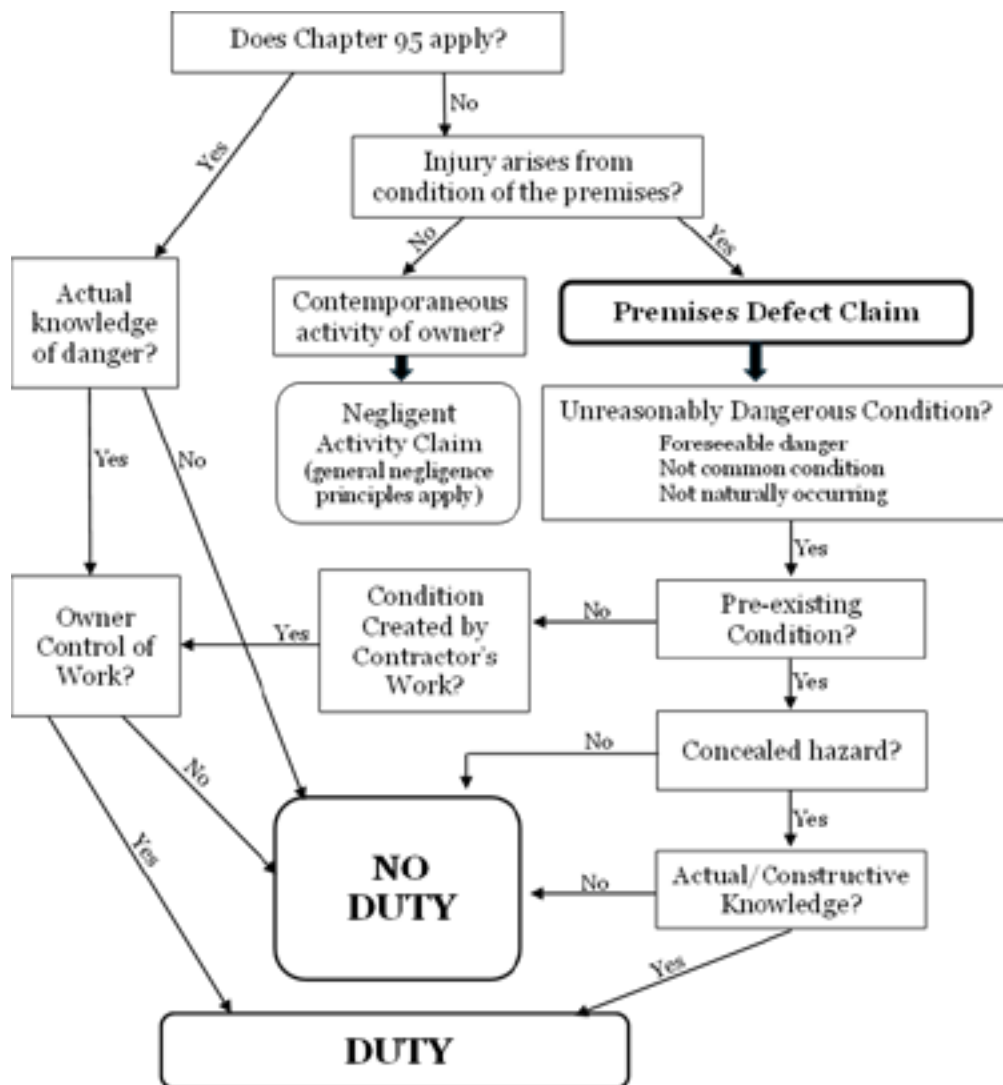 Does Chapter 95 apply?
No
Yes
Injury arises from
condition of the premises?
No
Yes
Actual
knowledge
of danger?
Contemporaneous
activity of owner?
Premises Defect Claim
Negligent
Activity Claim
(general negligence
principles apply)
Unreasonably Dangerous Condition?
Foreseeable danger
Not common condition
Not naturally occurring
Yes
No
Yes
Owner
Control of
Work?
Yes
Condition
Created by
Contractor's
Work?
No
Pre-existing
Condition?
Yes
No
Concealed hazard?
No
Yes
Yes
NO
DUTY
No
Actual/Constructive
Knowledge?
Yes
DUTY